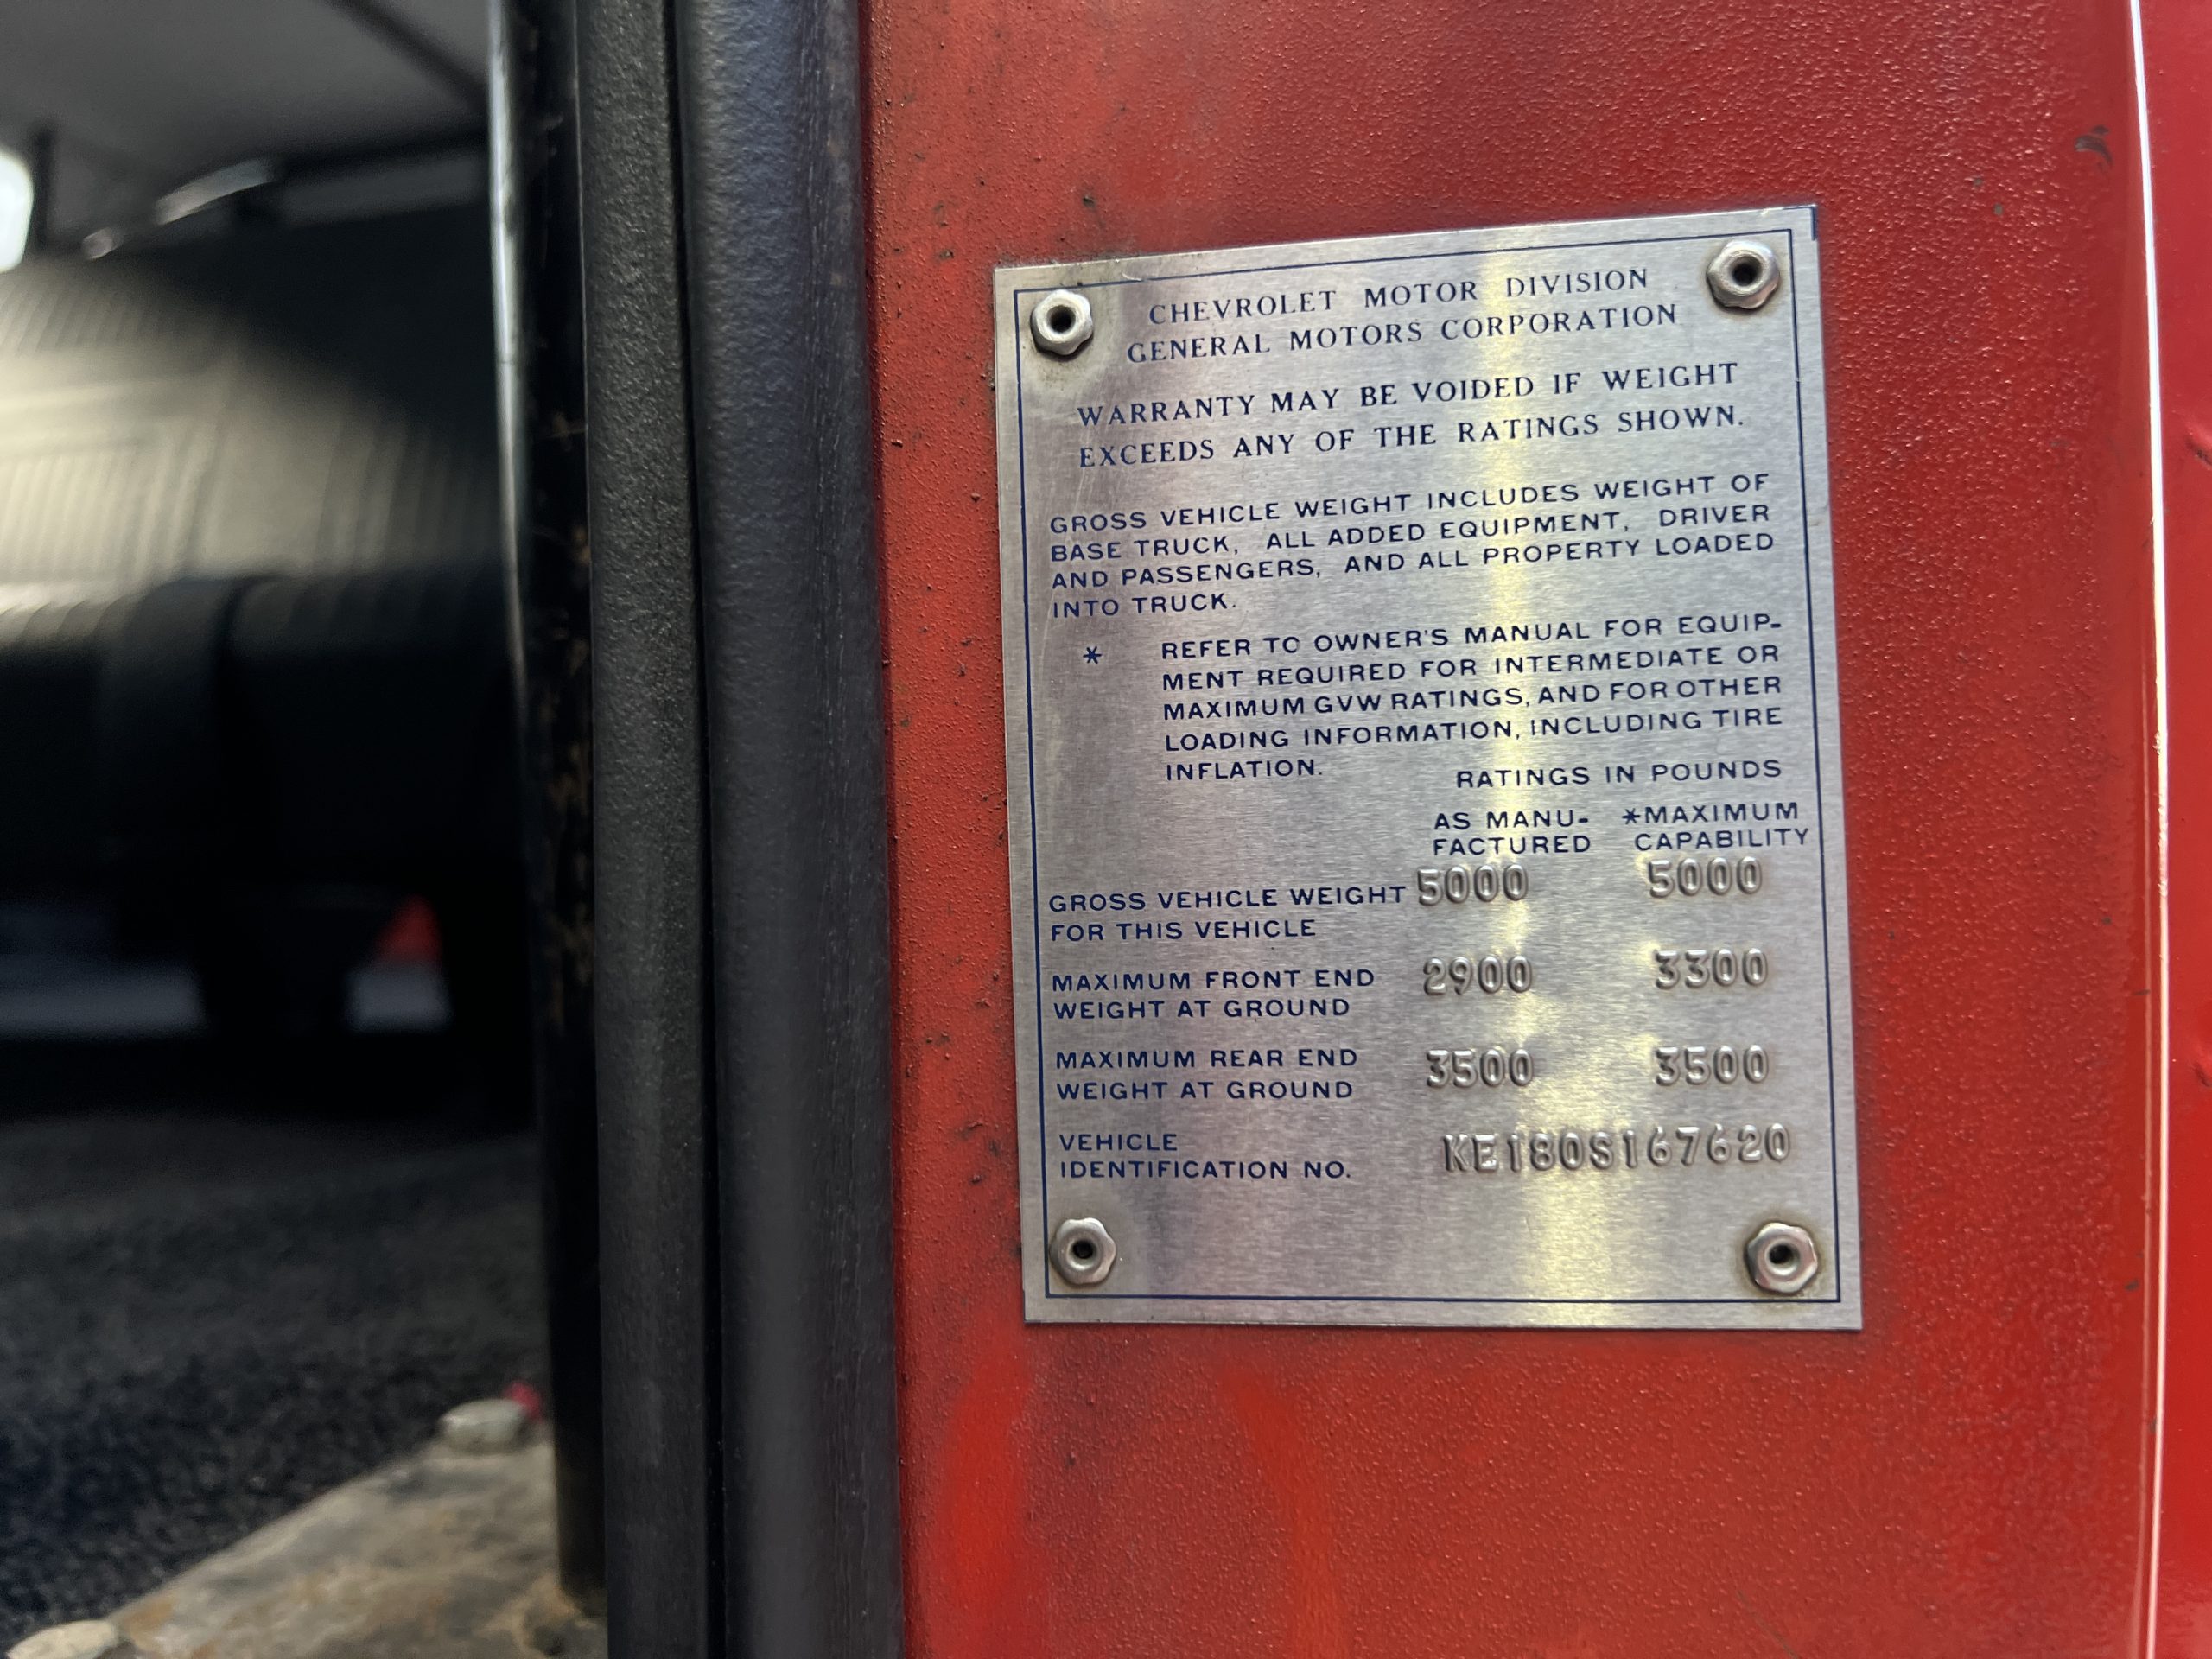 CHEVROLET MOTOR DIVISION
GENERAL MOTORS CORPORATION
WARRANTY MAY BE VOIDED IF WEIGHT
EXCEEDS ANY OF THE RATINGS SHOWN.
GROSS VEHICLE WEIGHT INCLUDES WEIGHT OF
BASE TRUCK, ALL ADDED EQUIPMENT, DRIVER
AND PASSENGERS, AND ALL PROPERTY LOADED
INTO TRUCK.
* REFER TO OWNER'S MANUAL FOR EQUIP-
MENT REQUIRED FOR INTERMEDIATE OR
MAXIMUM GVW RATINGS, AND FOR OTHER
LOADING INFORMATION, INCLUDING TIRE
INFLATION.
RATINGS IN POUNDS
AS MANU- *MAXIMUM
FACTURED CAPABILITY
GROSS VEHICLE WEIGHT 5000 5000
FOR THIS VEHICLE
MAXIMUM FRONT END 2900 3300
WEIGHT AT GROUND
MAXIMUM REAR END 3500 3500
WEIGHT AT GROUND
VEHICLE KE180S167620
IDENTIFICATION NO.